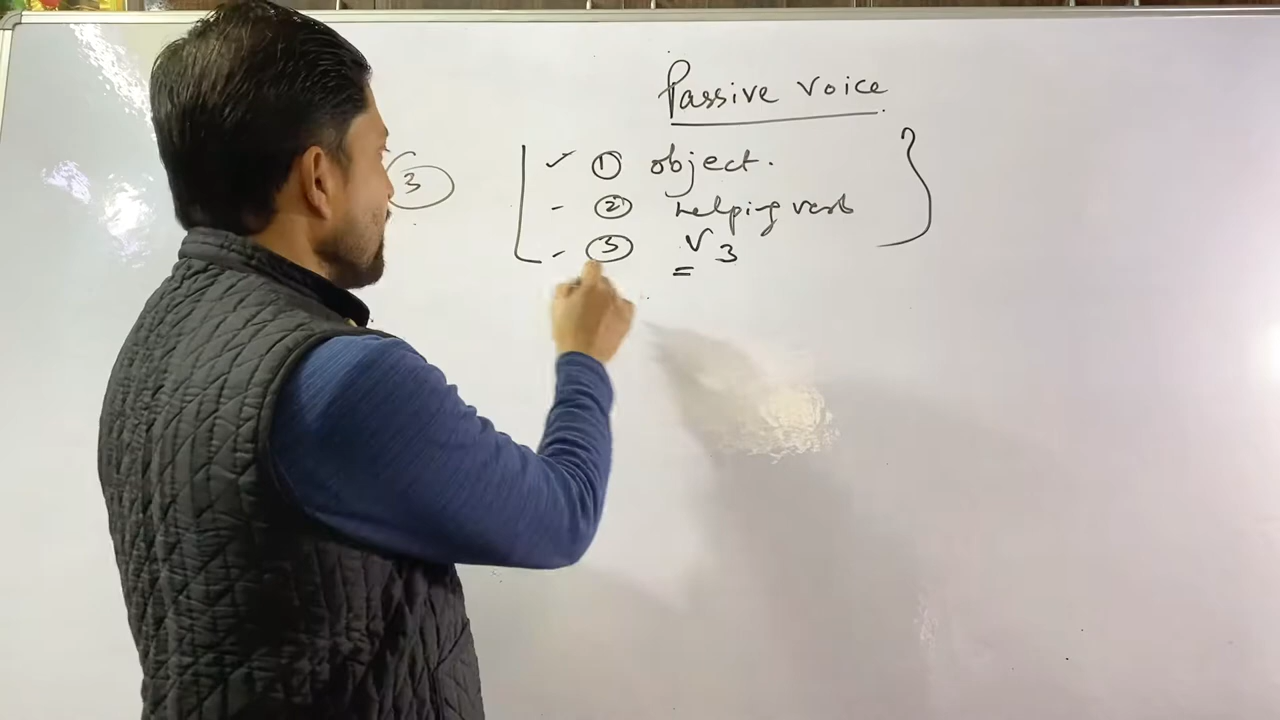 Passive Voice
3
✓ ① object.
- ② Helping verb
- ③ V3